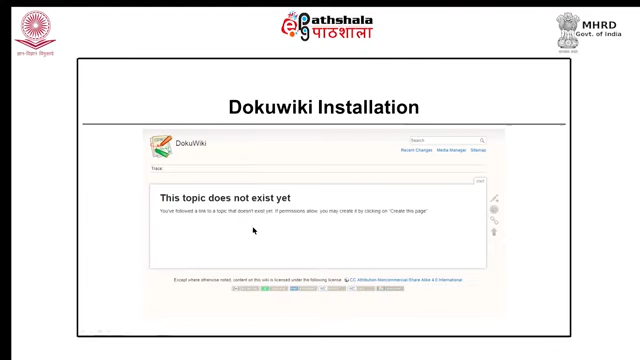 Pathshala
पाठशाला
MHRD
Govt. of India
Dokuwiki Installation
DokuWiki
Search
Recent Changes Media Manager Sitemap
Trace:
start
This topic does not exist yet
You've followed a link to a topic that doesn't exist yet. If permissions allow, you may create it by clicking on "Create this page"
Except where otherwise noted, content on this wiki is licensed under the following license: CC Attribution-Noncommercial-Share Alike 4.0 International